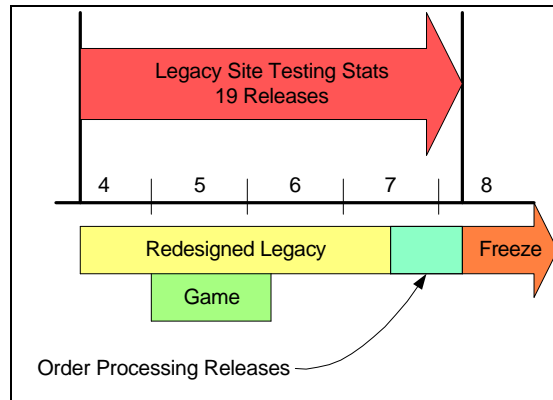 Legacy Site Testing Stats
19 Releases
4 5 6 7 8
Redesigned Legacy Freeze
Game
Order Processing Releases